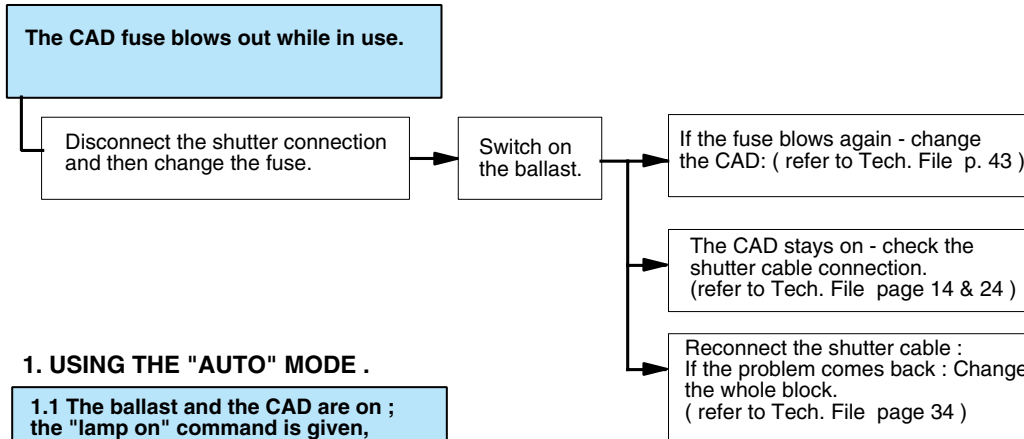 The CAD fuse blows out while in use.
Disconnect the shutter connection
and then change the fuse.
Switch on
the ballast.
If the fuse blows again - change
the CAD: ( refer to Tech. File p. 43 )
The CAD stays on - check the
shutter cable connection.
(refer to Tech. File page 14 & 24 )
Reconnect the shutter cable :
If the problem comes back : Change
the whole block.
( refer to Tech. File page 34 )
1. USING THE "AUTO" MODE .
1.1 The ballast and the CAD are on ;
the "lamp on" command is given,